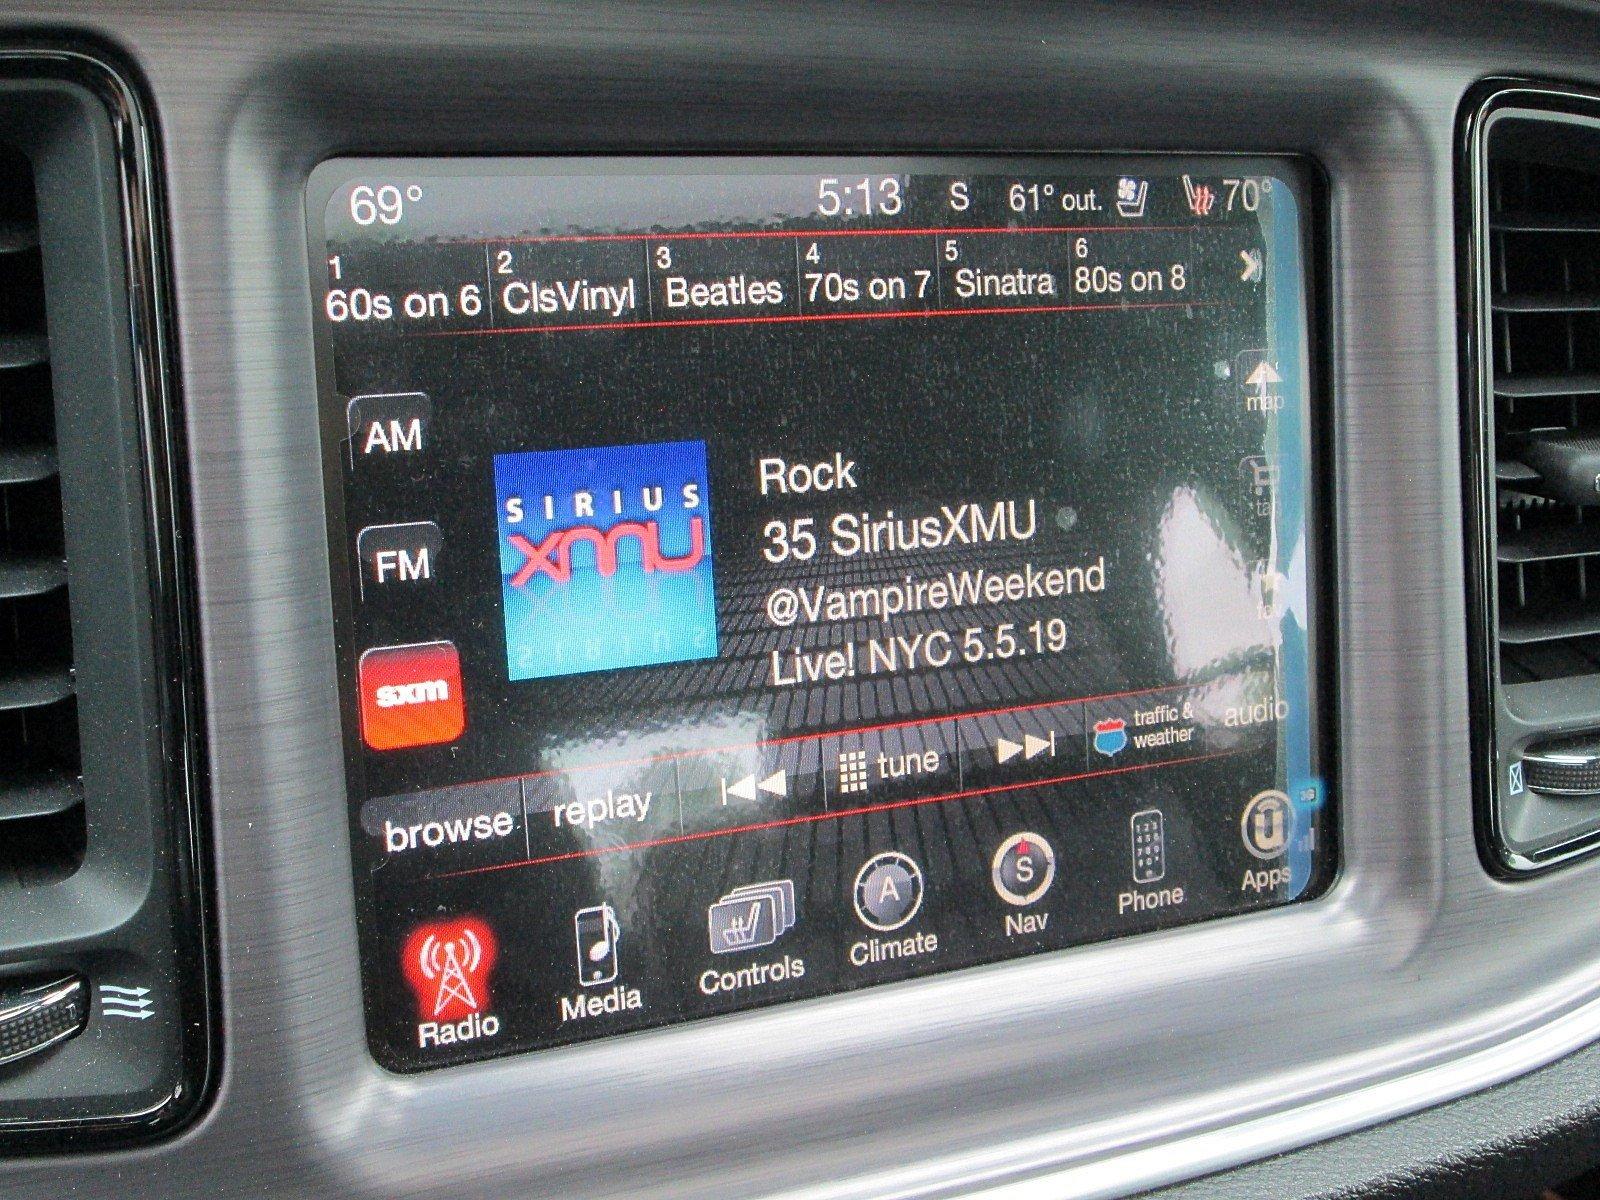 69° 5:13 S 61° out. 70°
1 2 3 4 5 6
60s on 6 ClsVinyl Beatles 70s on 7 Sinatra 80s on 8
map
AM
SIRIUS
xmu
Rock
35 SiriusXMU
@VampireWeekend
Live! NYC 5.5.19
FM
sxm
browse replay tune traffic & weather audio
Radio Media Controls Climate Nav Phone Apps
A S
3G